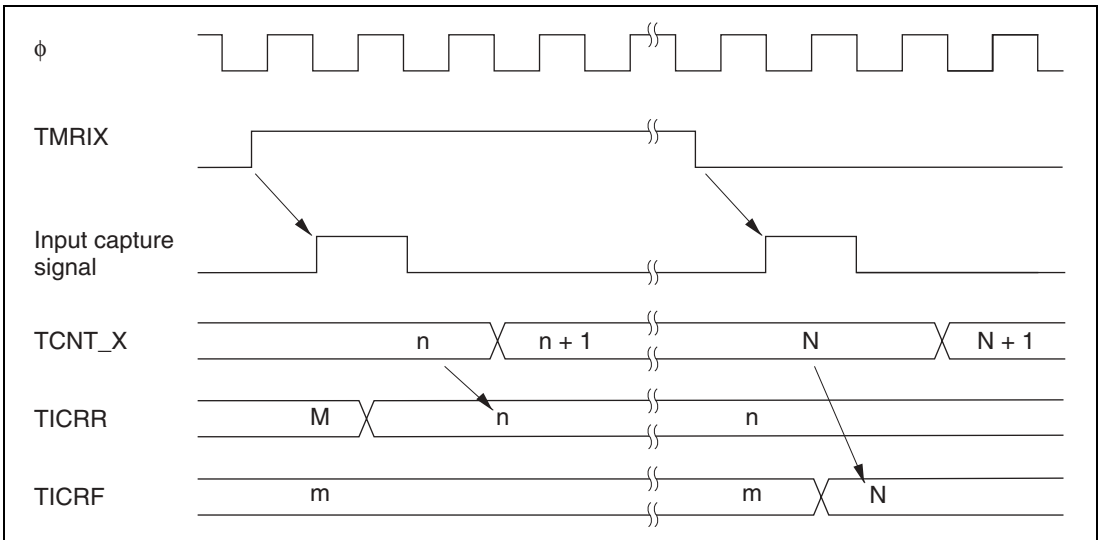 ϕ
TMRIX
Input capture
signal
TCNT_X n n + 1 N N + 1
TICRR M n n
TICRF m m N